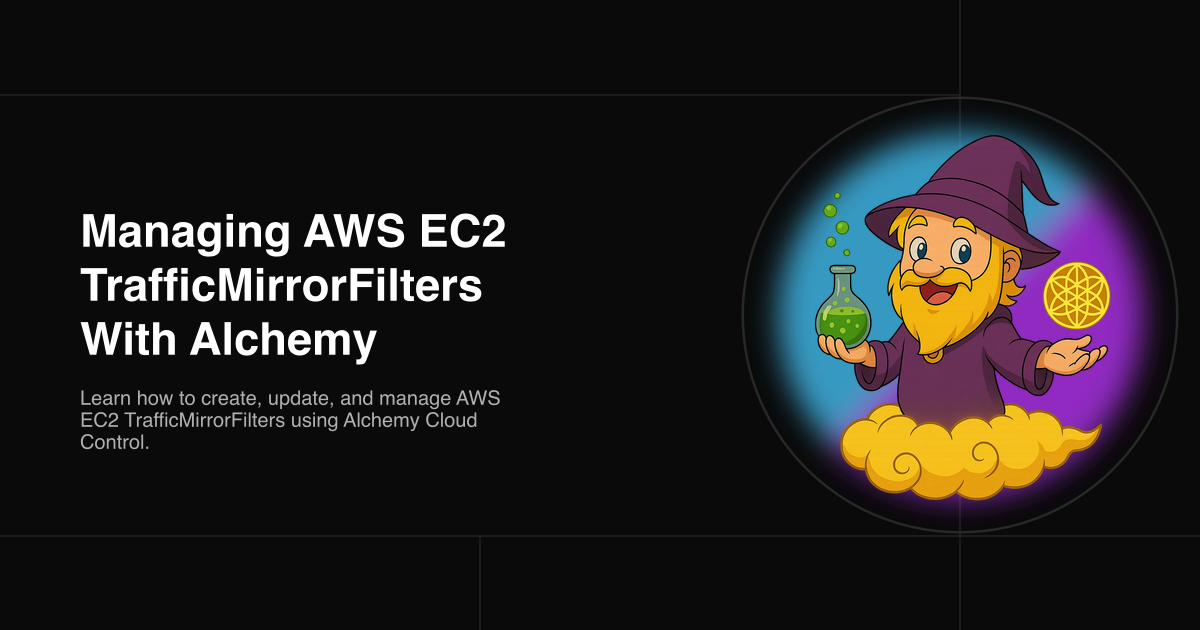 Managing AWS EC2
TrafficMirrorFilters
With Alchemy
Learn how to create, update, and manage AWS
EC2 TrafficMirrorFilters using Alchemy Cloud
Control.